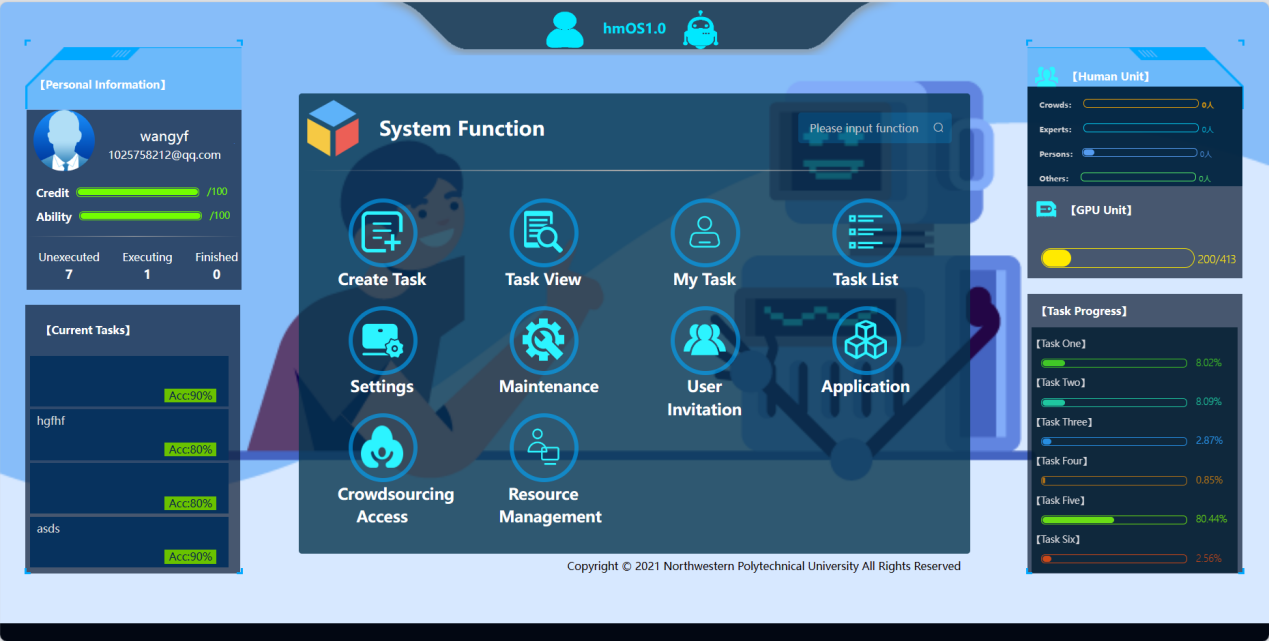 hmOS1.0
【Personal Information】
wangyf
1025758212@qq.com
Credit /100
Ability /100
Unexecuted Executing Finished
7 1 0
【Current Tasks】
Acc:90%
hgfhf
Acc:80%
Acc:80%
asds
Acc:90%
System Function
Please input function
Create Task
Task View
My Task
Task List
Settings
Maintenance
User
Invitation
Application
Crowdsourcing
Access
Resource
Management
Copyright © 2021 Northwestern Polytechnical University All Rights Reserved
【Human Unit】
Crowds: 0人
Experts: 0人
Persons: 0人
Others: 0人
【GPU Unit】
200/413
【Task Progress】
【Task One】
8.02%
【Task Two】
8.09%
【Task Three】
2.87%
【Task Four】
0.85%
【Task Five】
80.44%
【Task Six】
2.56%